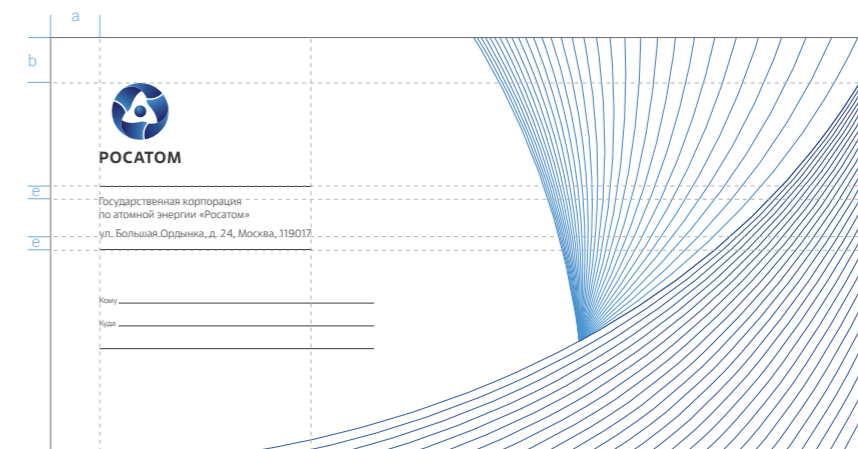 a
b
РОСАТОМ
e
Государственная корпорация
по атомной энергии «Росатом»
ул. Большая Ордынка, д. 24, Москва, 119017
e
Кому
Куда